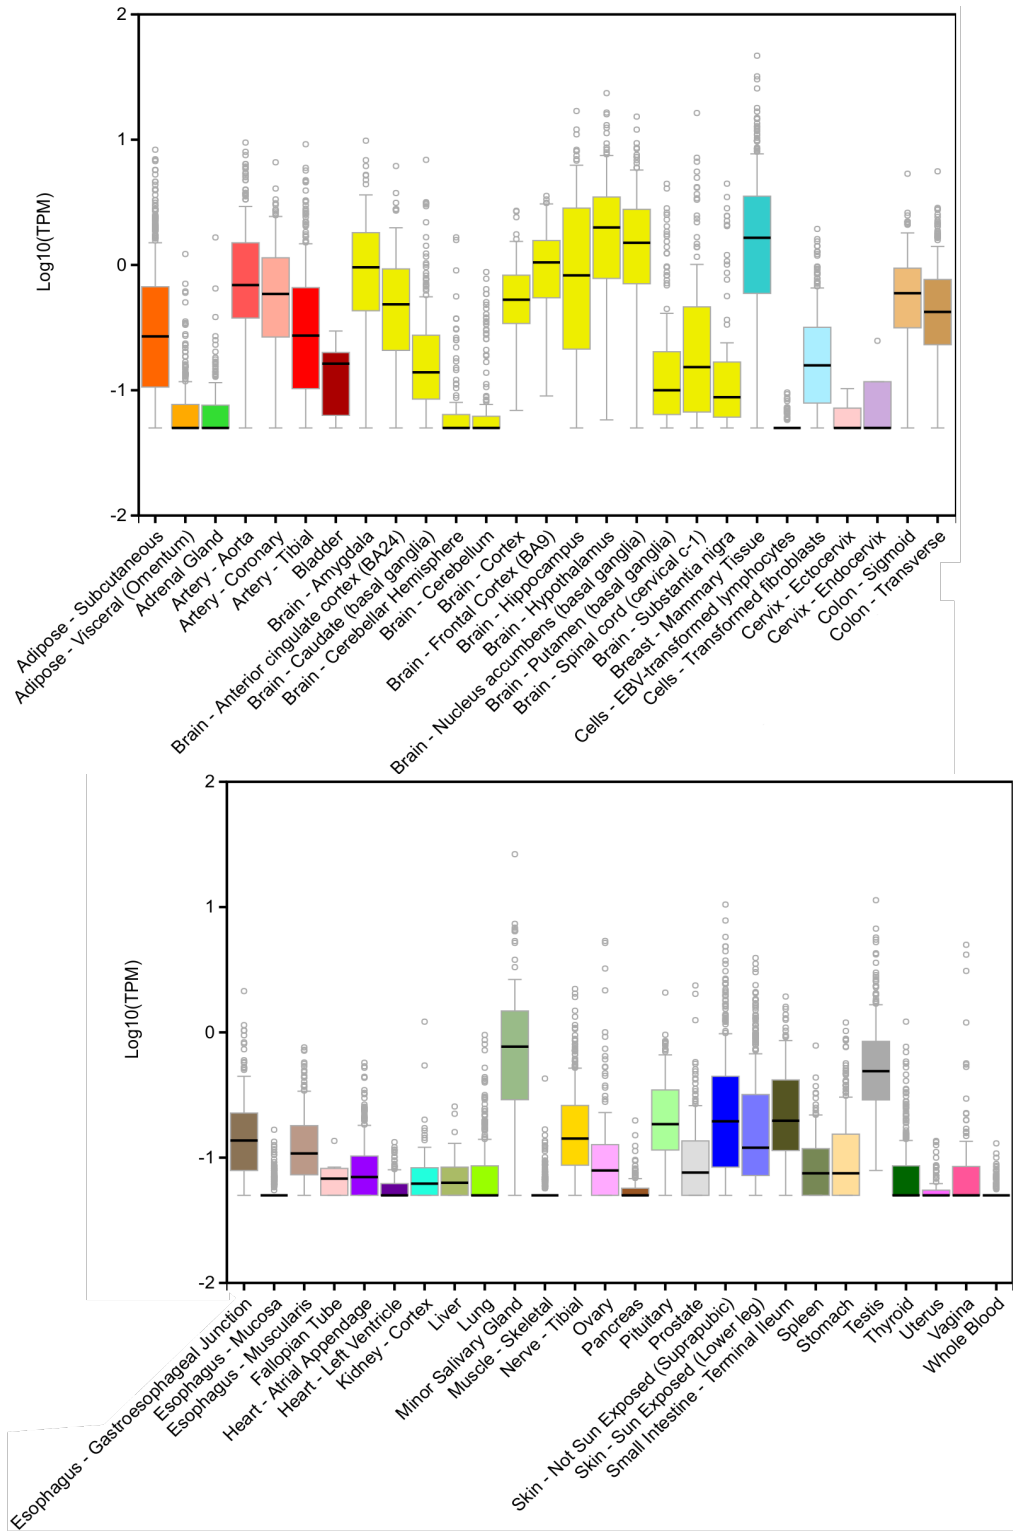 2
1
0
-1
-2
Log10(TPM)
Adipose - Subcutaneous
Adipose - Visceral (Omentum)
Adrenal Gland
Artery - Aorta
Artery - Coronary
Artery - Tibial
Bladder
Brain - Amygdala
Brain - Anterior cingulate cortex (BA24)
Brain - Caudate (basal ganglia)
Brain - Cerebellar Hemisphere
Brain - Cerebellum
Brain - Cortex
Brain - Frontal Cortex (BA9)
Brain - Hippocampus
Brain - Hypothalamus
Brain - Nucleus accumbens (basal ganglia)
Brain - Putamen (basal ganglia)
Brain - Spinal cord (cervical c-1)
Brain - Substantia nigra
Breast - Mammary Tissue
Cells - EBV-transformed lymphocytes
Cells - Transformed fibroblasts
Cervix - Ectocervix
Cervix - Endocervix
Colon - Sigmoid
Colon - Transverse
2
1
0
-1
-2
Log10(TPM)
Esophagus - Gastroesophageal Junction
Esophagus - Mucosa
Esophagus - Muscularis
Fallopian Tube
Heart - Atrial Appendage
Heart - Left Ventricle
Kidney - Cortex
Liver
Lung
Minor Salivary Gland
Muscle - Skeletal
Nerve - Tibial
Ovary
Pancreas
Pituitary
Prostate
Skin - Not Sun Exposed (Suprapubic)
Skin - Sun Exposed (Lower leg)
Small Intestine - Terminal Ileum
Spleen
Stomach
Testis
Thyroid
Uterus
Vagina
Whole Blood